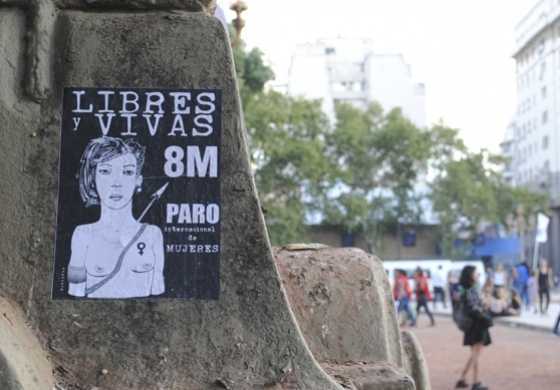 LIBRES
y VIVAS
8M
PARO
internacional
de
MUJERES